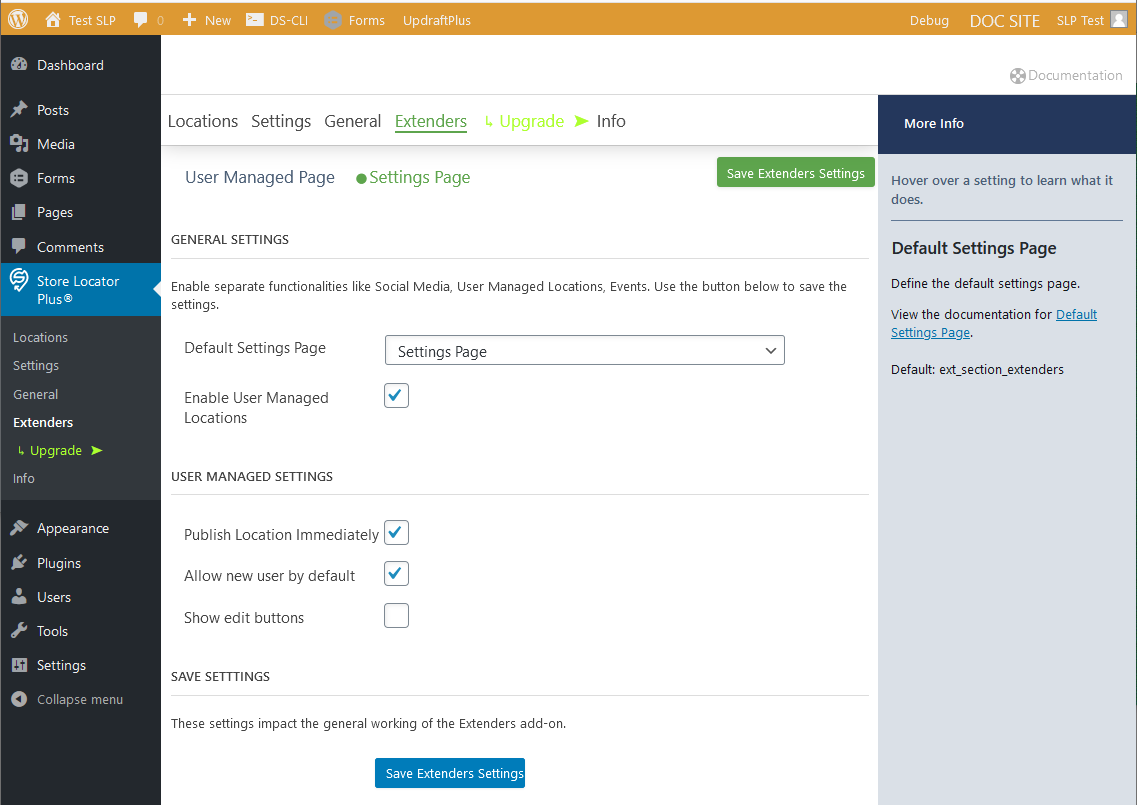 Test SLP 0 New DS-CLI Forms UpdraftPlus Debug DOC SITE SLP Test
Dashboard
Posts
Media
Forms
Pages
Comments
Store Locator
Plus®
Locations
Settings
General
Extenders
↳ Upgrade ➤
Info
Appearance
Plugins
Users
Tools
Settings
Collapse menu
Documentation
Locations Settings General Extenders ↳ Upgrade ➤ Info
User Managed Page Settings Page Save Extenders Settings
GENERAL SETTINGS
Enable separate functionalities like Social Media, User Managed Locations, Events. Use the button below to save the
settings.
Default Settings Page Settings Page
Enable User Managed
Locations
USER MANAGED SETTINGS
Publish Location Immediately
Allow new user by default
Show edit buttons
SAVE SETTTINGS
These settings impact the general working of the Extenders add-on.
Save Extenders Settings
More Info
Hover over a setting to learn what it
does.
Default Settings Page
Define the default settings page.
View the documentation for Default
Settings Page.
Default: ext_section_extenders